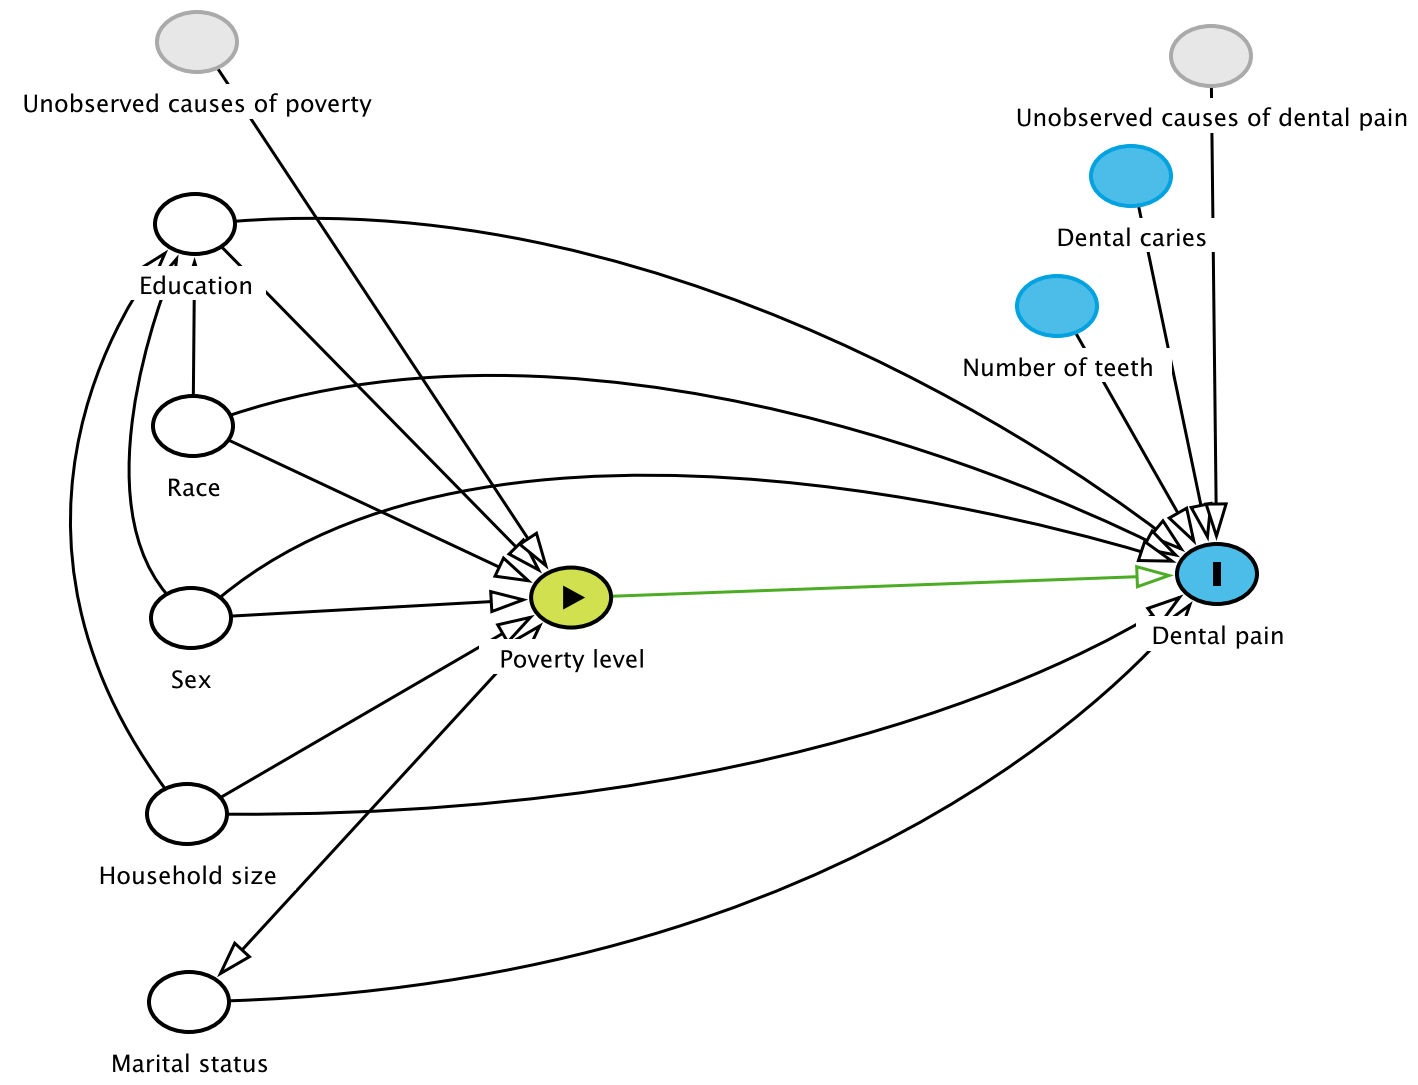 Unobserved causes of poverty
Unobserved causes of dental pain
Dental caries
Education
Number of teeth
Race
Dental pain
Poverty level
Sex
Household size
Marital status